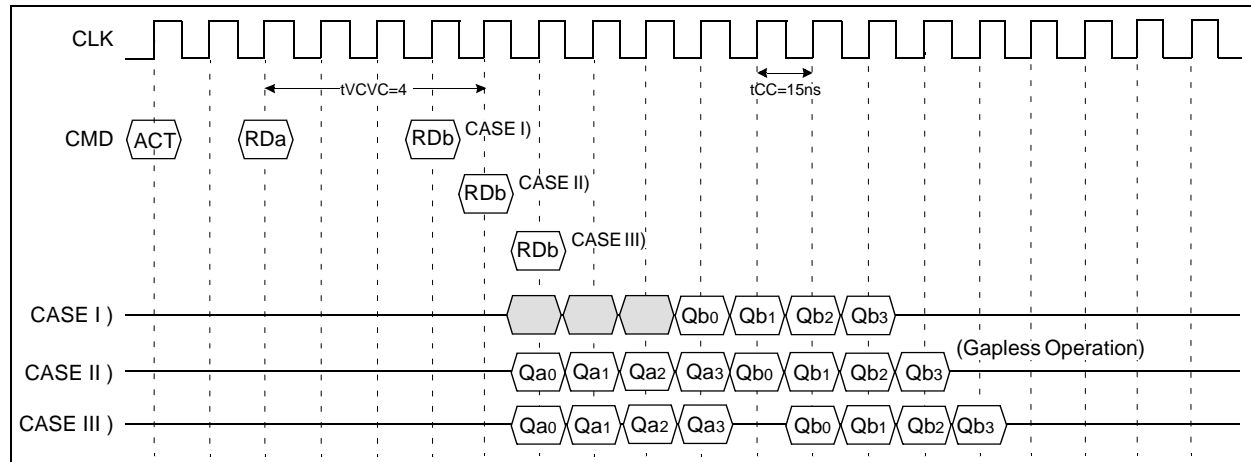 CLK
tVCVC=4
tCC=15ns
CMD ACT RDa RDb CASE I)
RDb CASE II)
RDb CASE III)
CASE I ) Qb0 Qb1 Qb2 Qb3
(Gapless Operation)
CASE II ) Qa0 Qa1 Qa2 Qa3 Qb0 Qb1 Qb2 Qb3
CASE III ) Qa0 Qa1 Qa2 Qa3 Qb0 Qb1 Qb2 Qb3